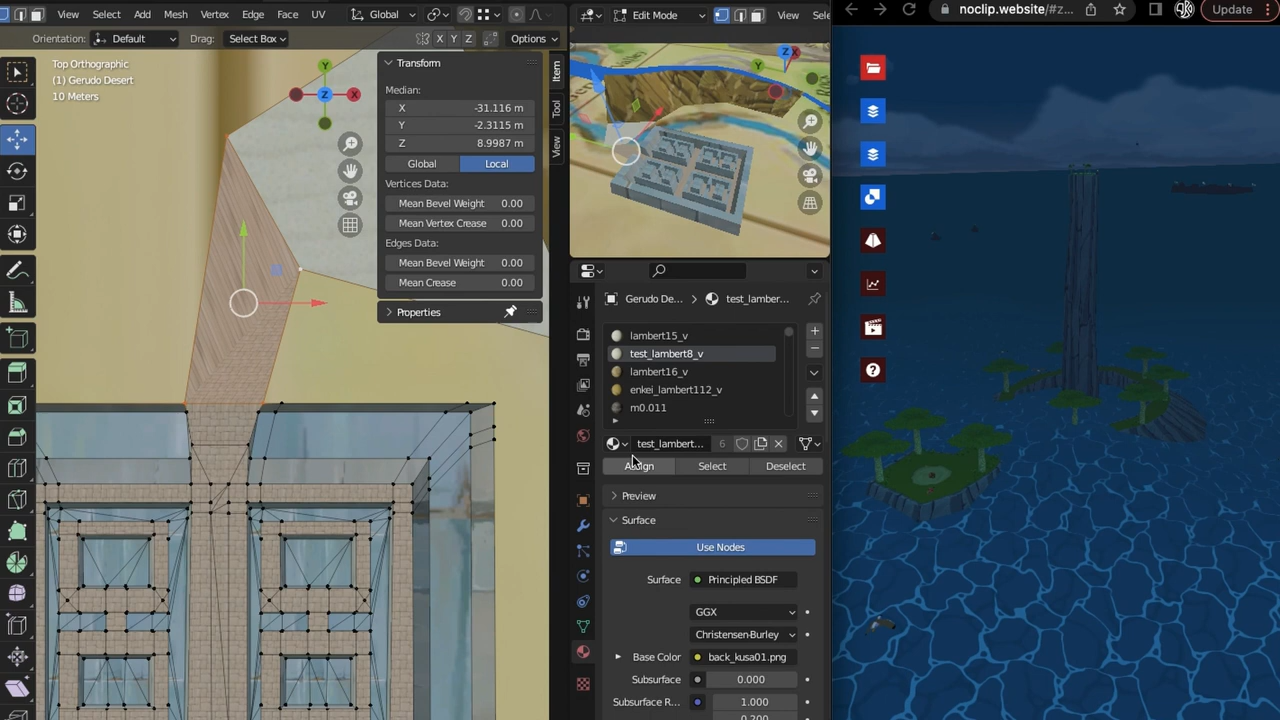 View Select Add Mesh Vertex Edge Face UV Global
Orientation: Default Drag: Select Box X Y Z Options
Top Orthographic
(1) Gerudo Desert
10 Meters
Y
Z
X
Transform
Median:
X -31.116 m
Y -2.3115 m
Z 8.9987 m
Global Local
Vertices Data:
Mean Bevel Weight 0.00
Mean Vertex Crease 0.00
Edges Data:
Mean Bevel Weight 0.00
Mean Crease 0.00
Properties
Item
Tool
View
Edit Mode View Sele
Z
X
Y
Gerudo De... test_lamber...
lambert15_v
test_lambert8_v
lambert16_v
enkei_lambert112_v
m0.011
test_lambert... 6
Assign Select Deselect
Preview
Surface
Use Nodes
Surface Principled BSDF
GGX
Christensen-Burley
Base Color back_kusa01.png
Subsurface 0.000
Subsurface R... 1.000
0.200
noclip.website/#z...
Update